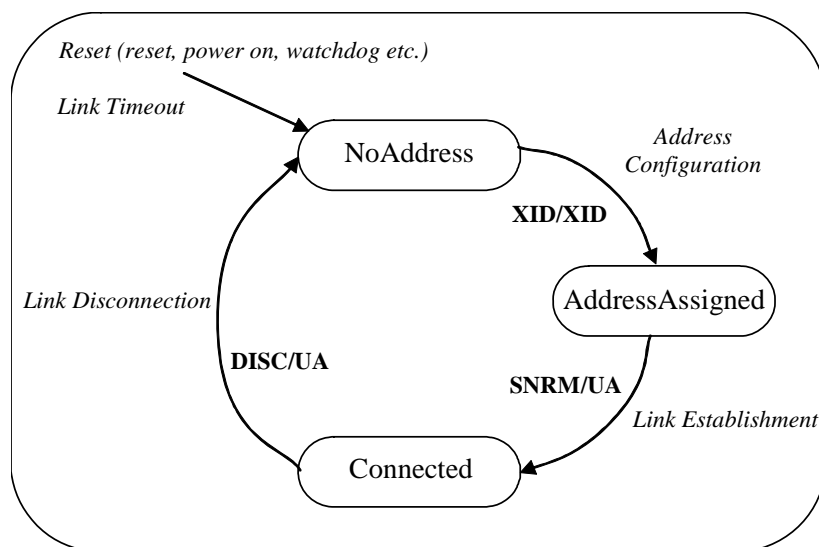 Reset (reset, power on, watchdog etc.)
Link Timeout
NoAddress
Address
Configuration
XID/XID
AddressAssigned
Link Disconnection
DISC/UA
SNRM/UA
Link Establishment
Connected